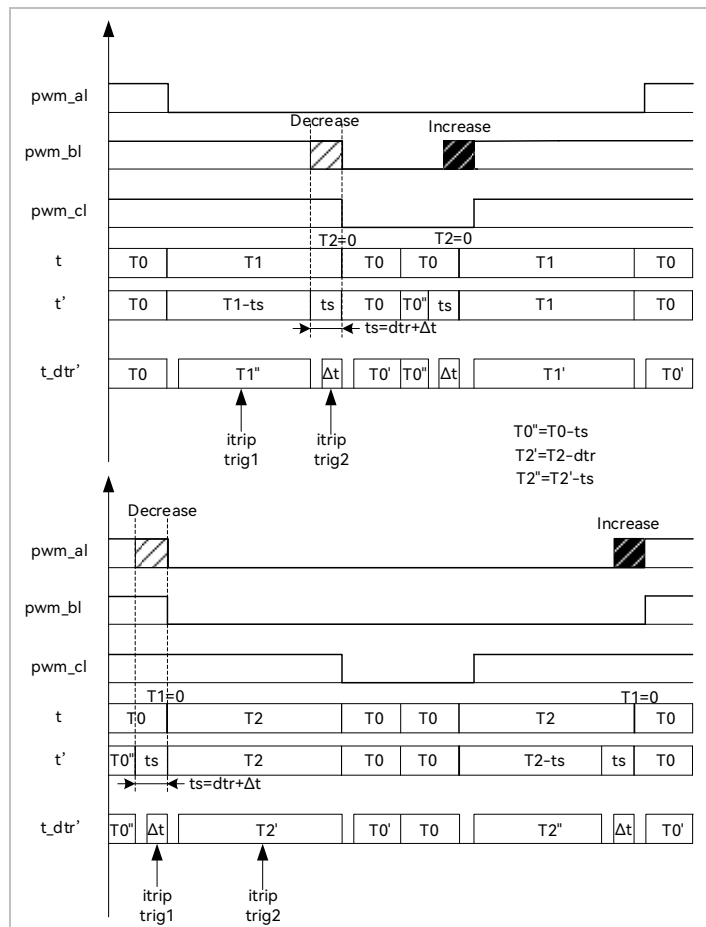 pwm_al
Decrease
Increase
pwm_bl
pwm_cl
T2=0
T2=0
t
T0
T1
T0
T0
T1
T0
t'
T0
T1-ts
ts
T0
T0"
ts
T1
T0
ts=dtr+Δt
t_dtr'
T0
T1"
Δt
T0'
T0"
Δt
T1'
T0'
itrip
trig1
itrip
trig2
T0"=T0-ts
T2'=T2-dtr
T2"=T2'-ts
Decrease
Increase
pwm_al
pwm_bl
pwm_cl
T1=0
T1=0
t
T0
T2
T0
T0
T2
T0
t'
T0"
ts
T2
T0
T0
T2-ts
ts
T0
ts=dtr+Δt
t_dtr'
T0"
Δt
T2'
T0'
T0
T2"
Δt
T0'
itrip
trig1
itrip
trig2